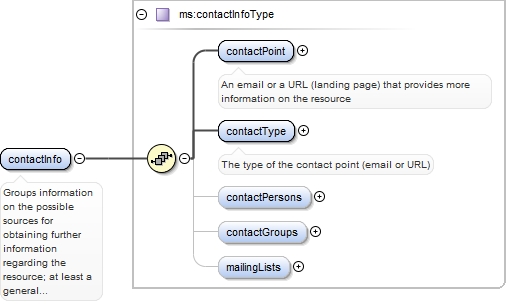 ms:contactInfoType
contactPoint
An email or a URL (landing page) that provides more
information on the resource
contactType
The type of the contact point (email or URL)
contactInfo
Groups information
on the possible
sources for
obtaining further
information
regarding the
resource; at least a
general...
contactPersons
contactGroups
mailingLists